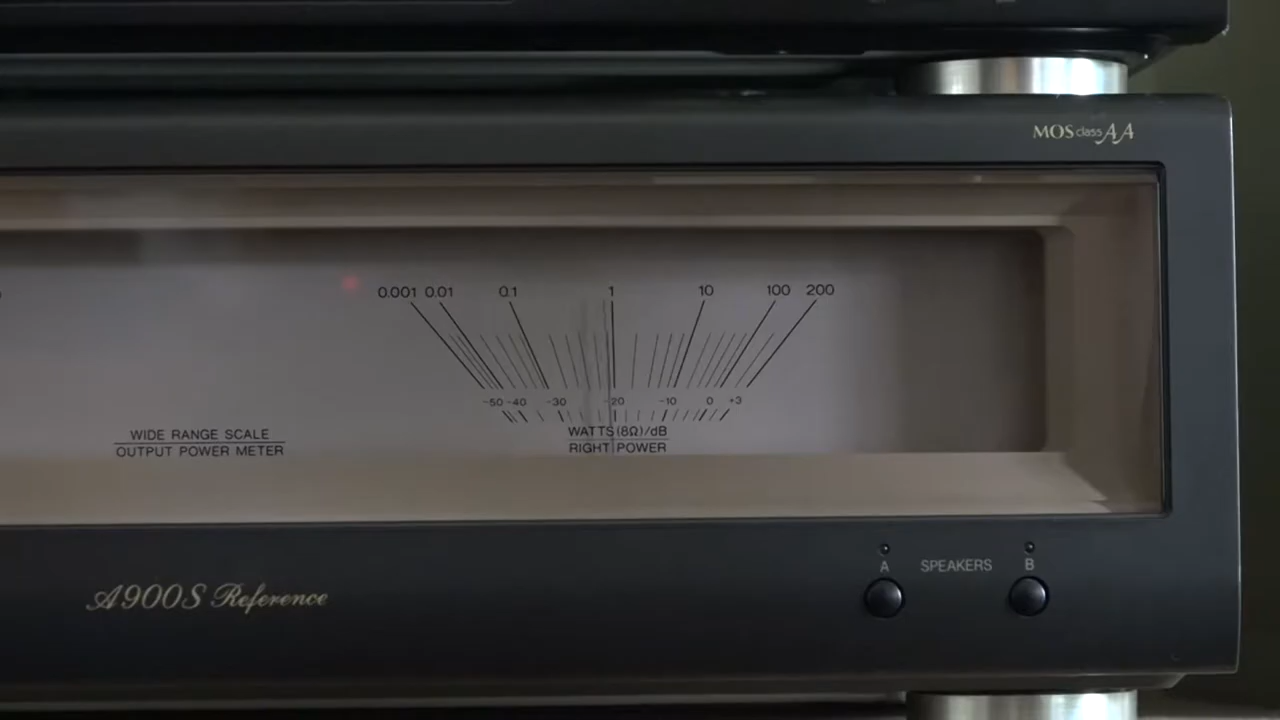 MOS class AA
0.001 0.01 0.1 1 10 100 200
-50 -40 -30 -20 -10 0 +3
WATTS (8Ω)/dB
RIGHT POWER
WIDE RANGE SCALE
OUTPUT POWER METER
A SPEAKERS B
A900S Reference